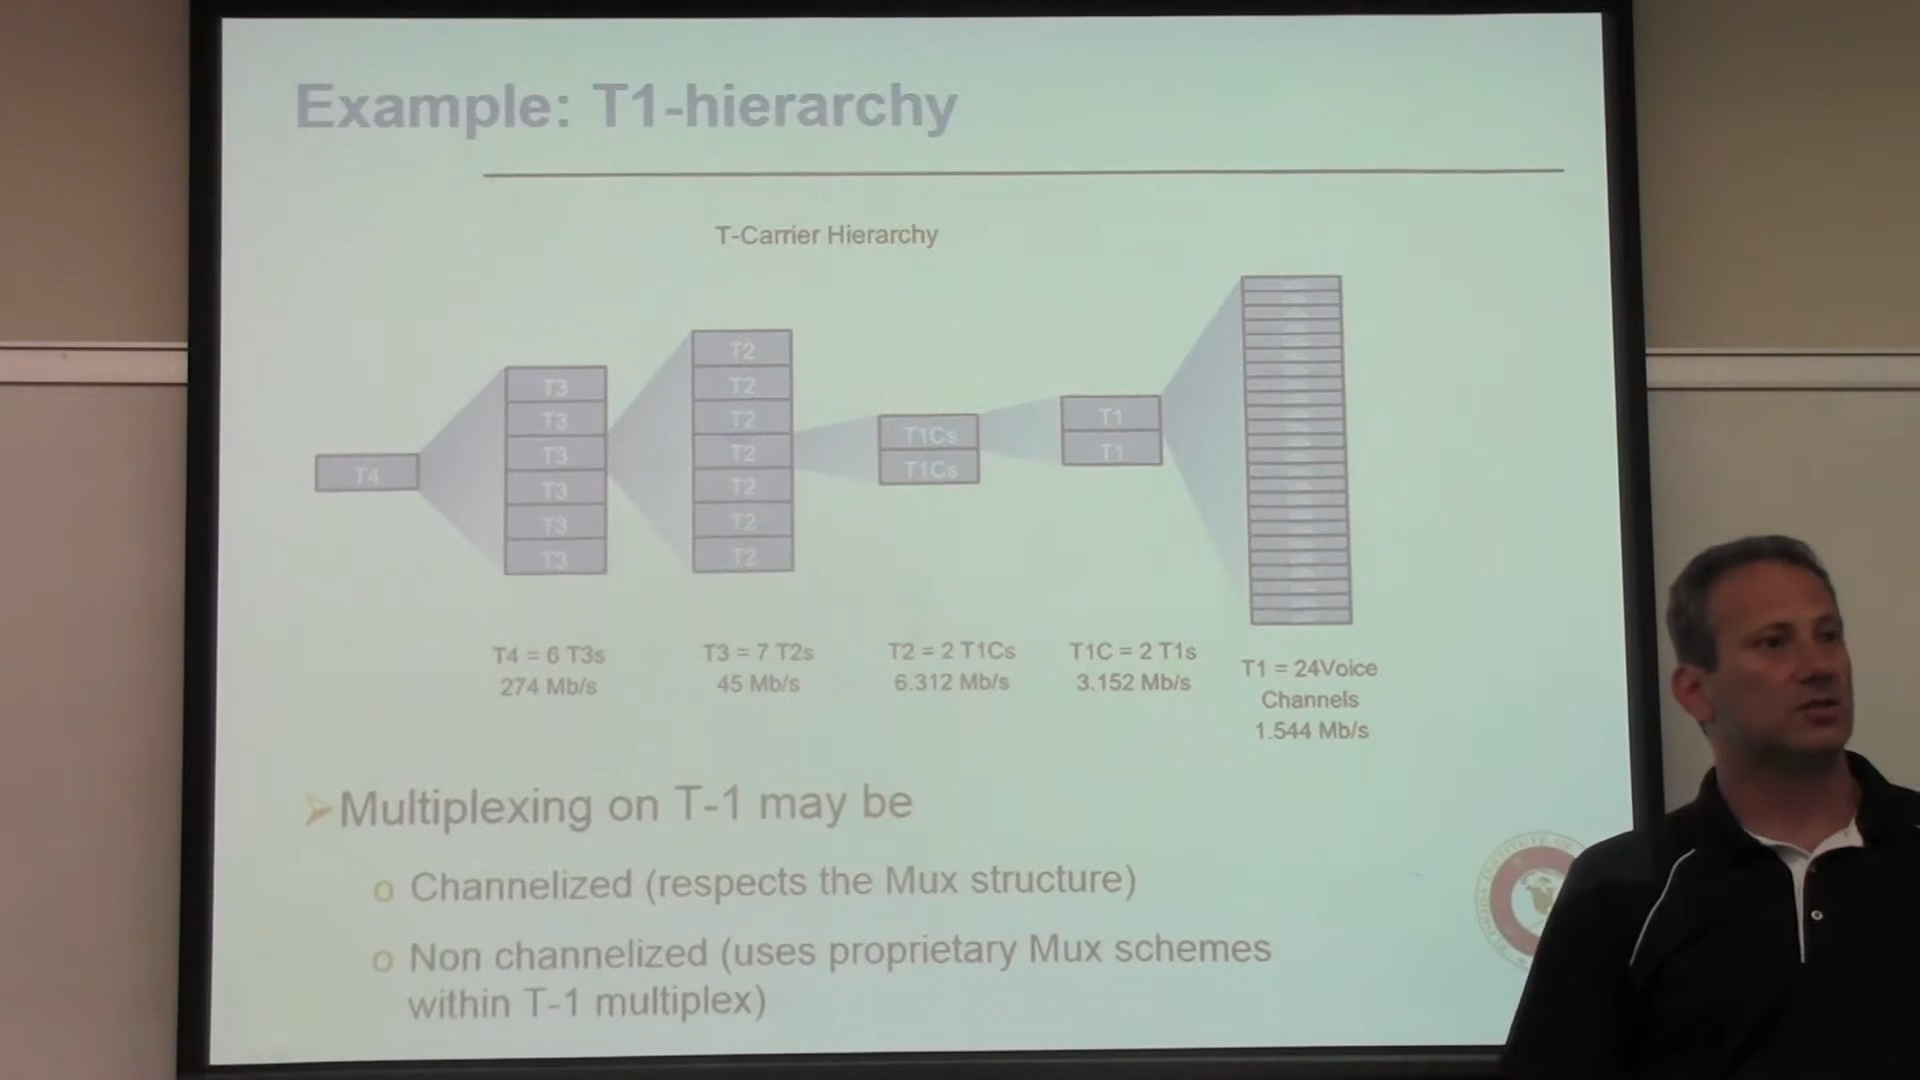 Example: T1-hierarchy
T-Carrier Hierarchy
T4
T3
T3
T3
T3
T3
T3
T2
T2
T2
T2
T2
T2
T2
T1Cs
T1Cs
T1
T1
T4 = 6 T3s
274 Mb/s
T3 = 7 T2s
45 Mb/s
T2 = 2 T1Cs
6.312 Mb/s
T1C = 2 T1s
3.152 Mb/s
T1 = 24Voice
Channels
1.544 Mb/s
Multiplexing on T-1 may be
o Channelized (respects the Mux structure)
o Non channelized (uses proprietary Mux schemes
within T-1 multiplex)